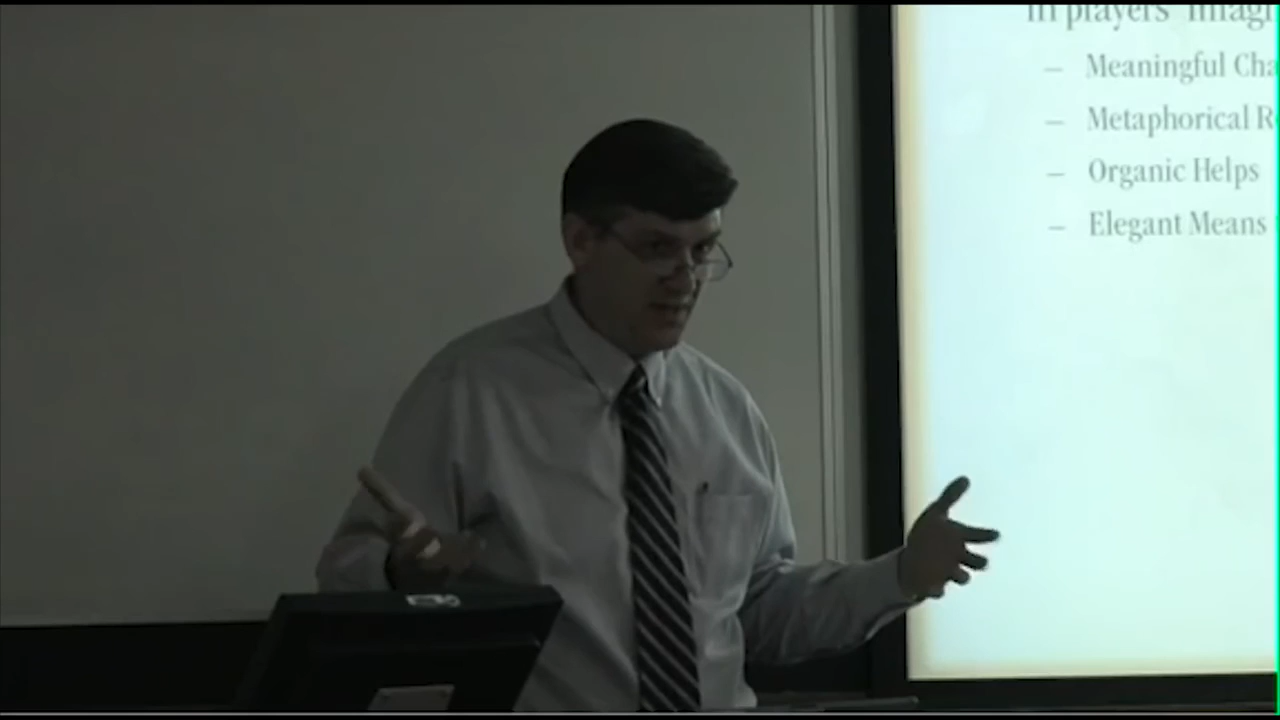 in players' imagi
– Meaningful Cha
– Metaphorical R
– Organic Helps
– Elegant Means